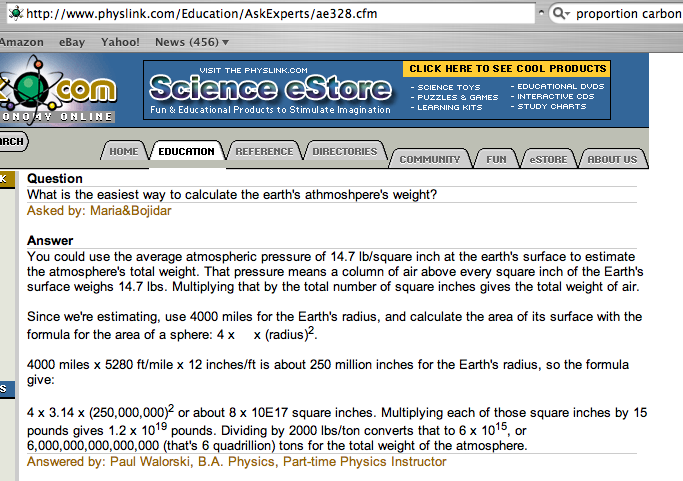 http://www.physlink.com/Education/AskExperts/ae328.cfm
proportion carbon
Amazon eBay Yahoo! News (456) ▾
com
ONOMY ONLINE
VISIT THE PHYSLINK.COM
Science eStore
Fun & Educational Products to Stimulate Imagination
CLICK HERE TO SEE COOL PRODUCTS
- SCIENCE TOYS
- PUZZLES & GAMES
- LEARNING KITS
- EDUCATIONAL DVDS
- INTERACTIVE CDS
- STUDY CHARTS
ARCH
HOME EDUCATION REFERENCE DIRECTORIES COMMUNITY FUN eSTORE ABOUT US
K
Question
What is the easiest way to calculate the earth's athmoshpere's weight?
Asked by: Maria&Bojidar
Answer
You could use the average atmospheric pressure of 14.7 lb/square inch at the earth's surface to estimate
the atmosphere's total weight. That pressure means a column of air above every square inch of the Earth's
surface weighs 14.7 lbs. Multiplying that by the total number of square inches gives the total weight of air.
Since we're estimating, use 4000 miles for the Earth's radius, and calculate the area of its surface with the
formula for the area of a sphere: 4 x x (radius)².
4000 miles x 5280 ft/mile x 12 inches/ft is about 250 million inches for the Earth's radius, so the formula
give:
S
4 x 3.14 x (250,000,000)² or about 8 x 10E17 square inches. Multiplying each of those square inches by 15
pounds gives 1.2 x 10¹⁹ pounds. Dividing by 2000 lbs/ton converts that to 6 x 10¹⁵, or
6,000,000,000,000,000 (that's 6 quadrillion) tons for the total weight of the atmosphere.
Answered by: Paul Walorski, B.A. Physics, Part-time Physics Instructor